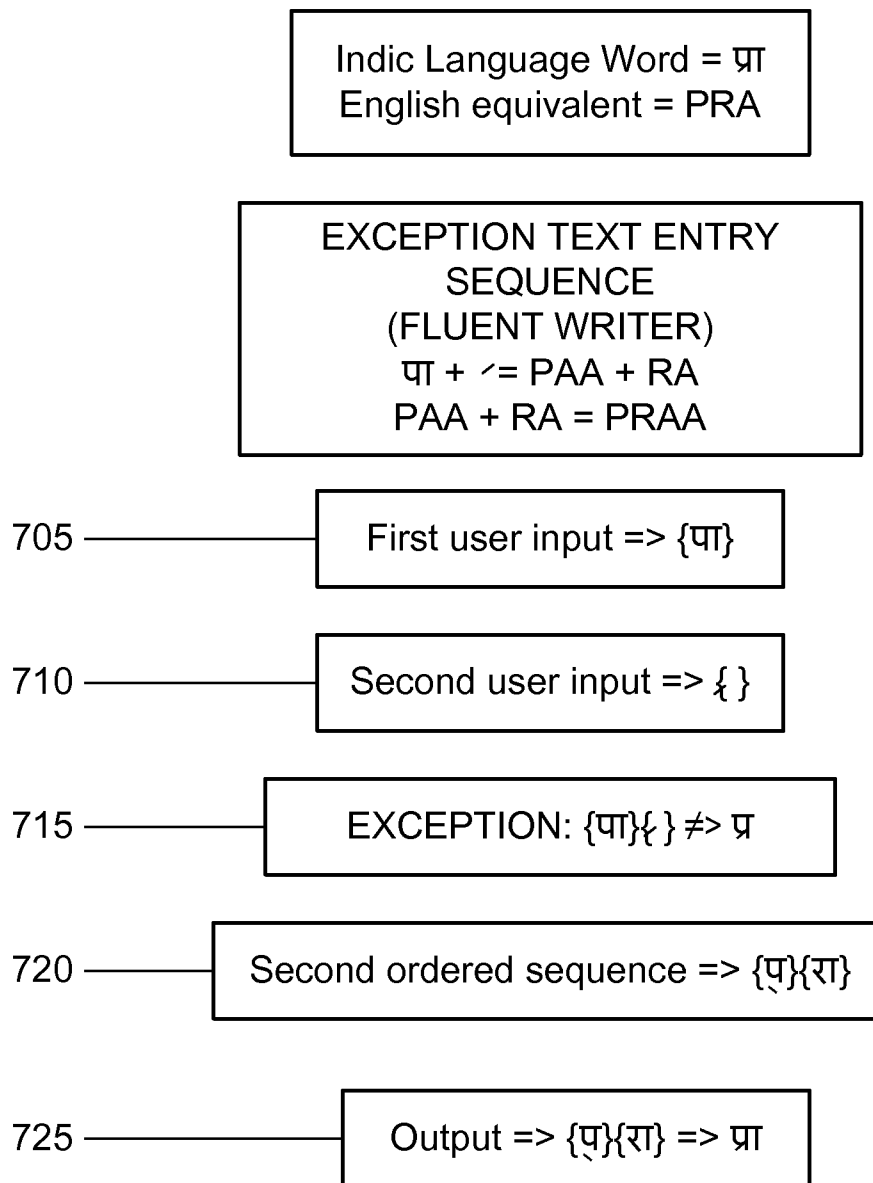 Indic Language Word = प्रा
English equivalent = PRA
EXCEPTION TEXT ENTRY
SEQUENCE
(FLUENT WRITER)
पा + ⸝= PAA + RA
PAA + RA = PRAA
705 First user input => {पा}
710 Second user input => { }
715 EXCEPTION: {पा}{ } ≠> प्र
720 Second ordered sequence => {प्}{रा}
725 Output => {प्}{रा} => प्रा